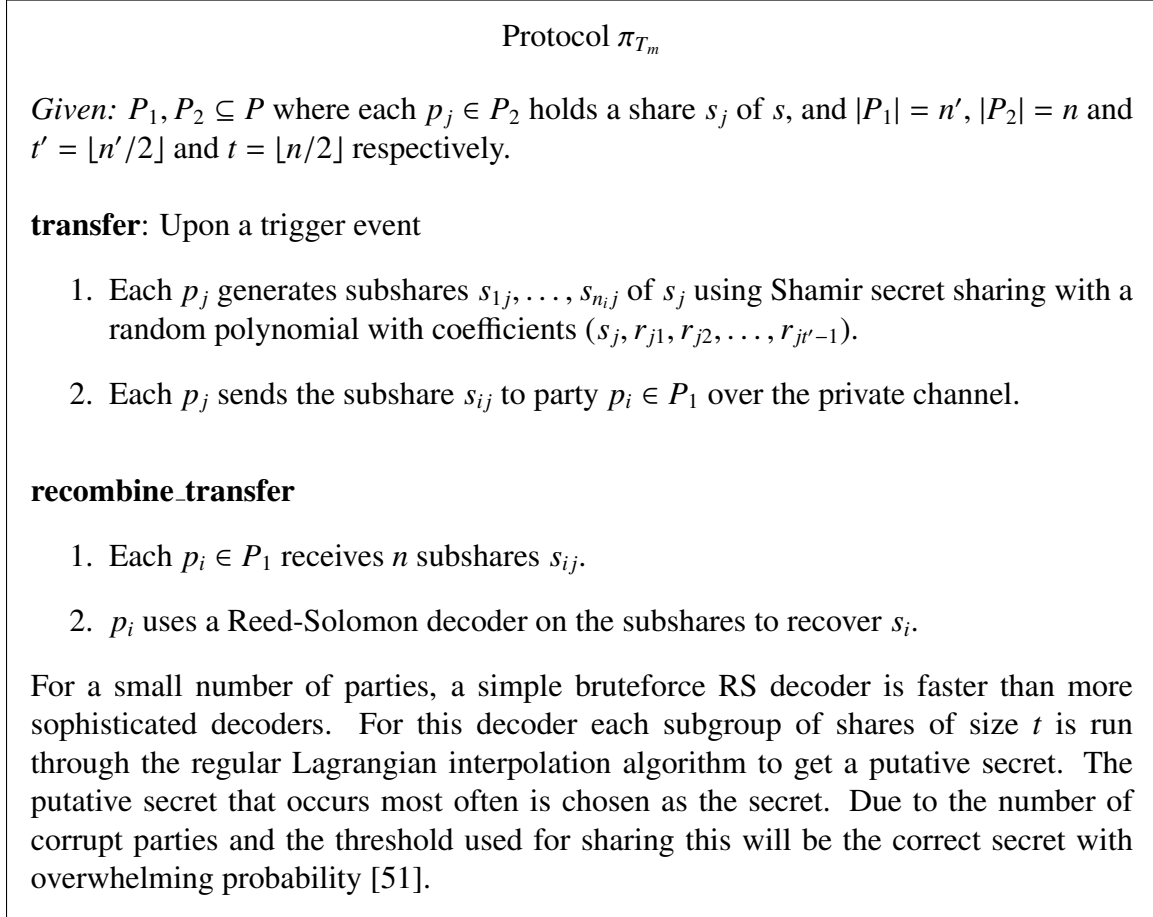 Protocol π_{T_m}
Given: P₁, P₂ ⊆ P where each p_j ∈ P₂ holds a share s_j of s, and |P₁| = n′, |P₂| = n and
t′ = ⌊n′/2⌋ and t = ⌊n/2⌋ respectively.
transfer: Upon a trigger event
1. Each p_j generates subshares s_{1j}, . . . , s_{n_i j} of s_j using Shamir secret sharing with a
random polynomial with coefficients (s_j, r_{j1}, r_{j2}, . . . , r_{jt′−1}).
2. Each p_j sends the subshare s_{ij} to party p_i ∈ P₁ over the private channel.
recombine_transfer
1. Each p_i ∈ P₁ receives n subshares s_{ij}.
2. p_i uses a Reed-Solomon decoder on the subshares to recover s_i.
For a small number of parties, a simple bruteforce RS decoder is faster than more
sophisticated decoders. For this decoder each subgroup of shares of size t is run
through the regular Lagrangian interpolation algorithm to get a putative secret. The
putative secret that occurs most often is chosen as the secret. Due to the number of
corrupt parties and the threshold used for sharing this will be the correct secret with
overwhelming probability [51].